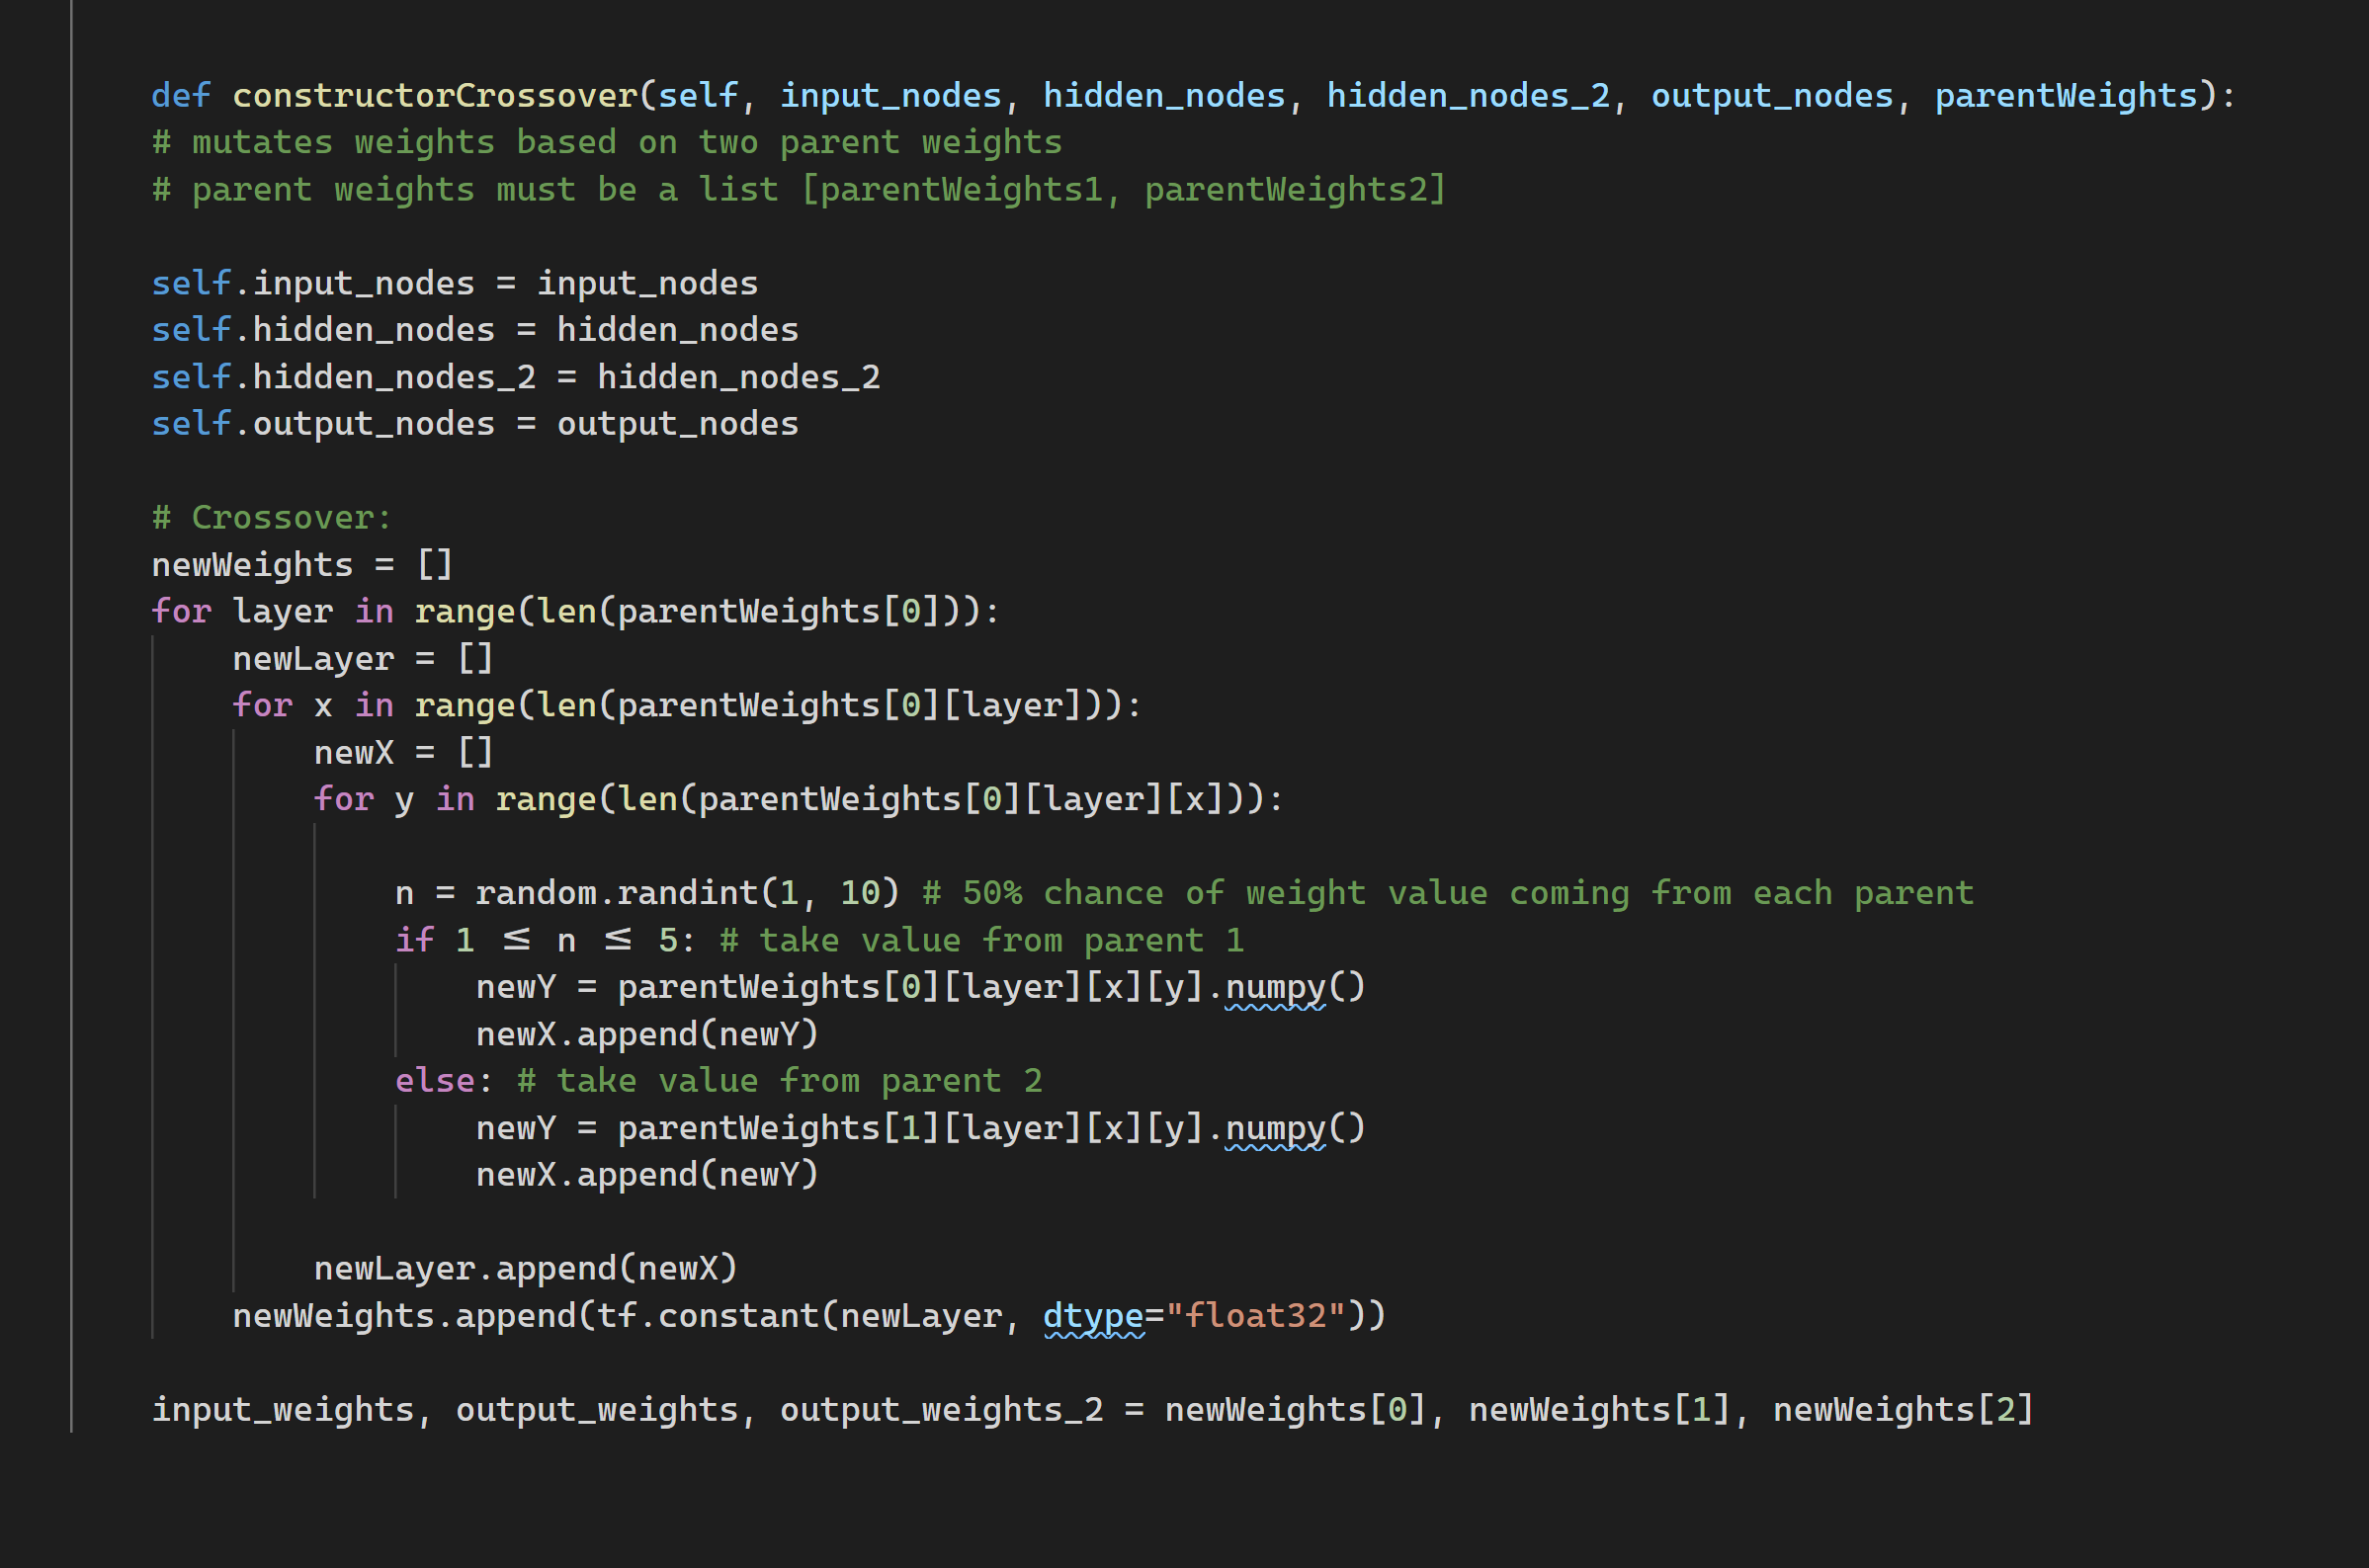 def constructorCrossover(self, input_nodes, hidden_nodes, hidden_nodes_2, output_nodes, parentWeights):
# mutates weights based on two parent weights
# parent weights must be a list [parentWeights1, parentWeights2]
self.input_nodes = input_nodes
self.hidden_nodes = hidden_nodes
self.hidden_nodes_2 = hidden_nodes_2
self.output_nodes = output_nodes
# Crossover:
newWeights = []
for layer in range(len(parentWeights[0])):
    newLayer = []
    for x in range(len(parentWeights[0][layer])):
        newX = []
        for y in range(len(parentWeights[0][layer][x])):
            n = random.randint(1, 10) # 50% chance of weight value coming from each parent
            if 1 ≤ n ≤ 5: # take value from parent 1
                newY = parentWeights[0][layer][x][y].numpy()
                newX.append(newY)
            else: # take value from parent 2
                newY = parentWeights[1][layer][x][y].numpy()
                newX.append(newY)
        newLayer.append(newX)
    newWeights.append(tf.constant(newLayer, dtype="float32"))
input_weights, output_weights, output_weights_2 = newWeights[0], newWeights[1], newWeights[2]